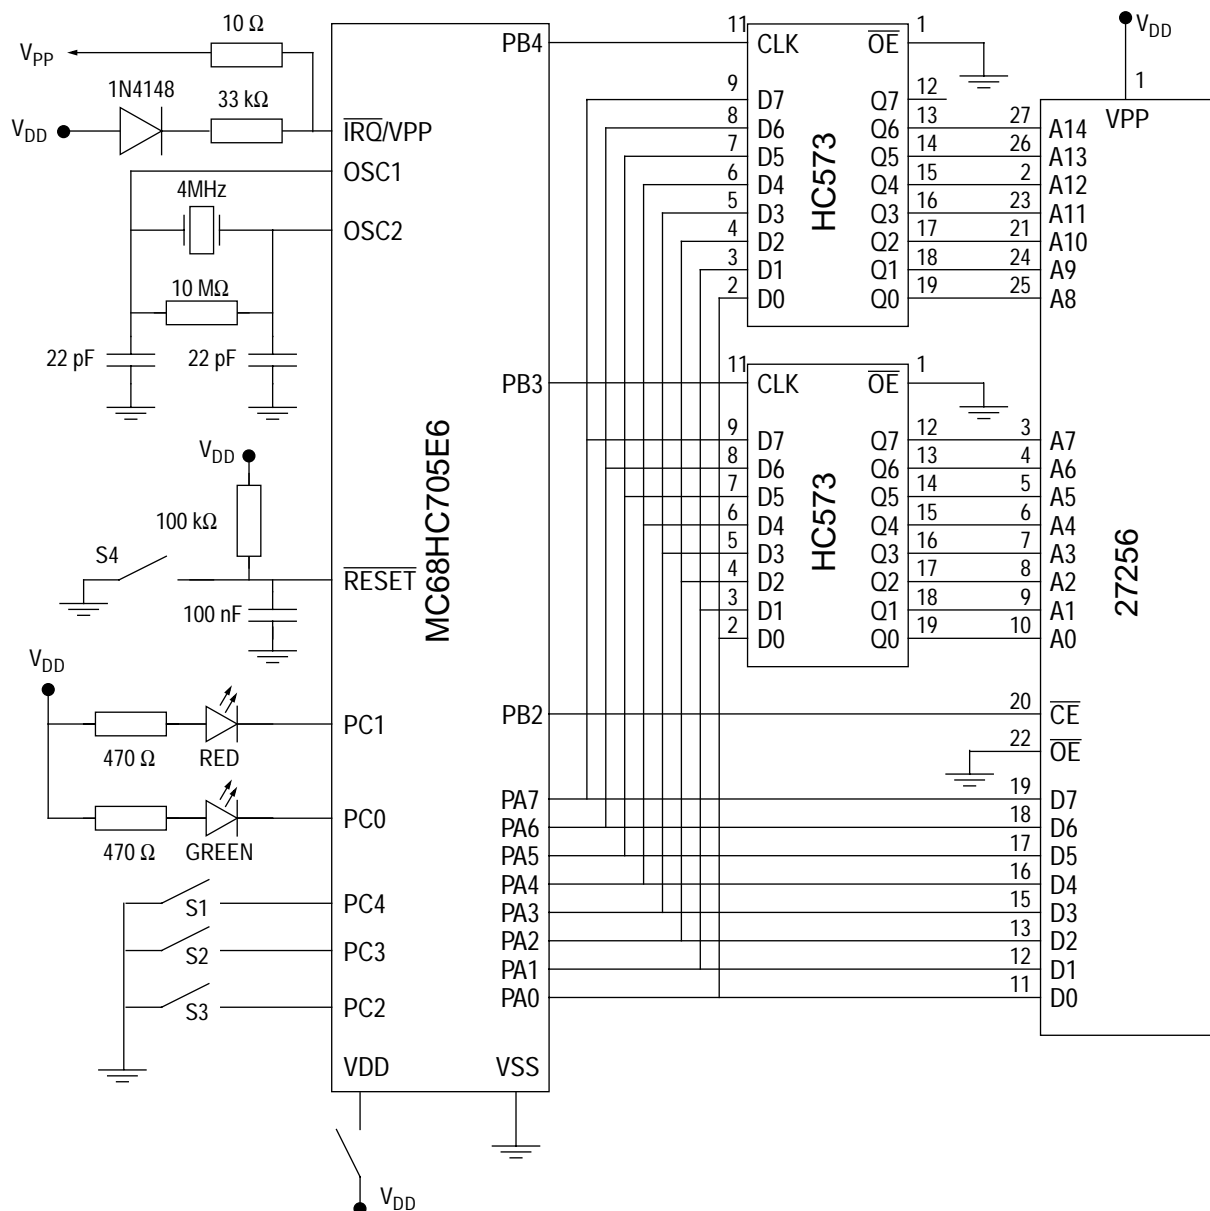 10 Ω
V_PP
1N4148
33 kΩ
V_DD
IRQ/VPP
OSC1
4MHz
OSC2
10 MΩ
22 pF
22 pF
V_DD
100 kΩ
S4
RESET
100 nF
V_DD
PC1
470 Ω
RED
PC0
470 Ω
GREEN
S1
PC4
S2
PC3
S3
PC2
VDD
VSS
V_DD
MC68HC705E6
PB4
PB3
PB2
PA7
PA6
PA5
PA4
PA3
PA2
PA1
PA0
11 CLK OE 1
9 D7 Q7 12
8 D6 Q6 13
7 D5 Q5 14
6 D4 Q4 15
5 D3 Q3 16
4 D2 Q2 17
3 D1 Q1 18
2 D0 Q0 19
HC573
11 CLK OE 1
9 D7 Q7 12
8 D6 Q6 13
7 D5 Q5 14
6 D4 Q4 15
5 D3 Q3 16
4 D2 Q2 17
3 D1 Q1 18
2 D0 Q0 19
HC573
V_DD
1
VPP
27 A14
26 A13
2 A12
23 A11
21 A10
24 A9
25 A8
3 A7
4 A6
5 A5
6 A4
7 A3
8 A2
9 A1
10 A0
27256
20 CE
22 OE
19 D7
18 D6
17 D5
16 D4
15 D3
13 D2
12 D1
11 D0